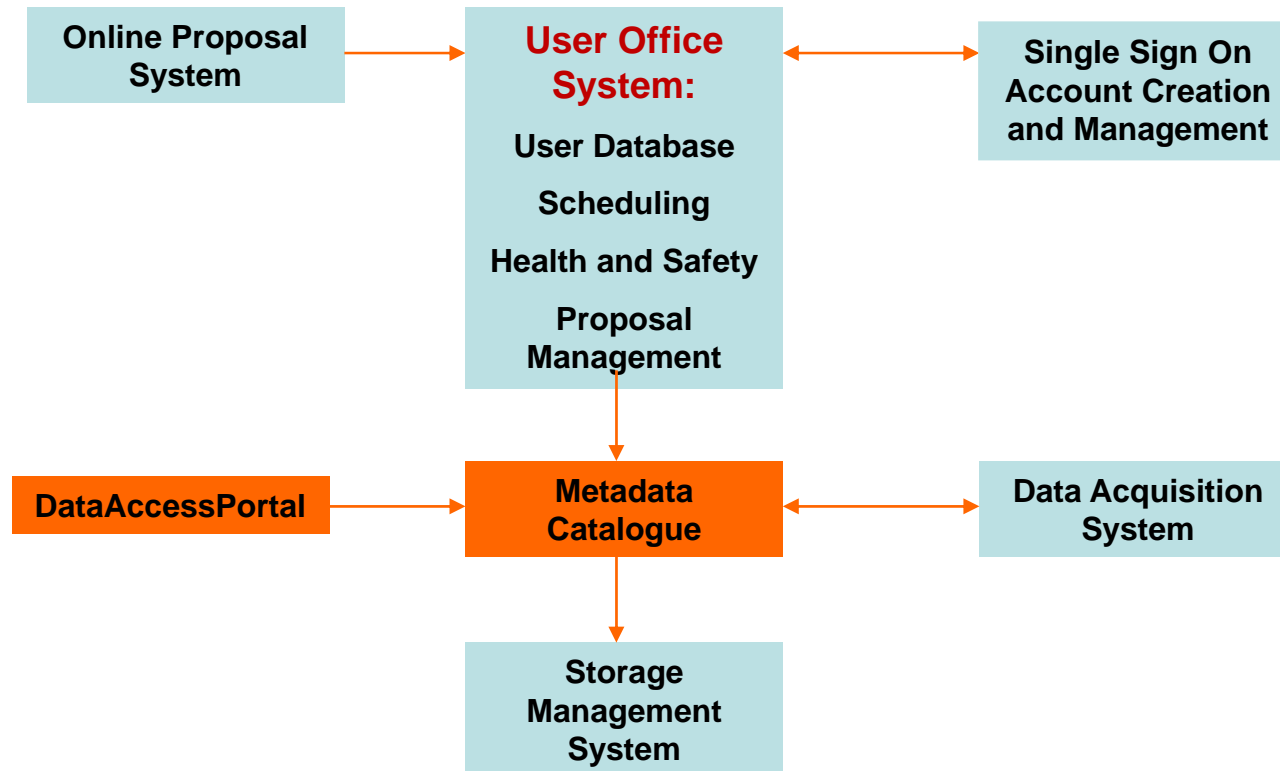 Online Proposal
System
User Office
System:
User Database
Scheduling
Health and Safety
Proposal
Management
Single Sign On
Account Creation
and Management
DataAccessPortal
Metadata
Catalogue
Data Acquisition
System
Storage
Management
System